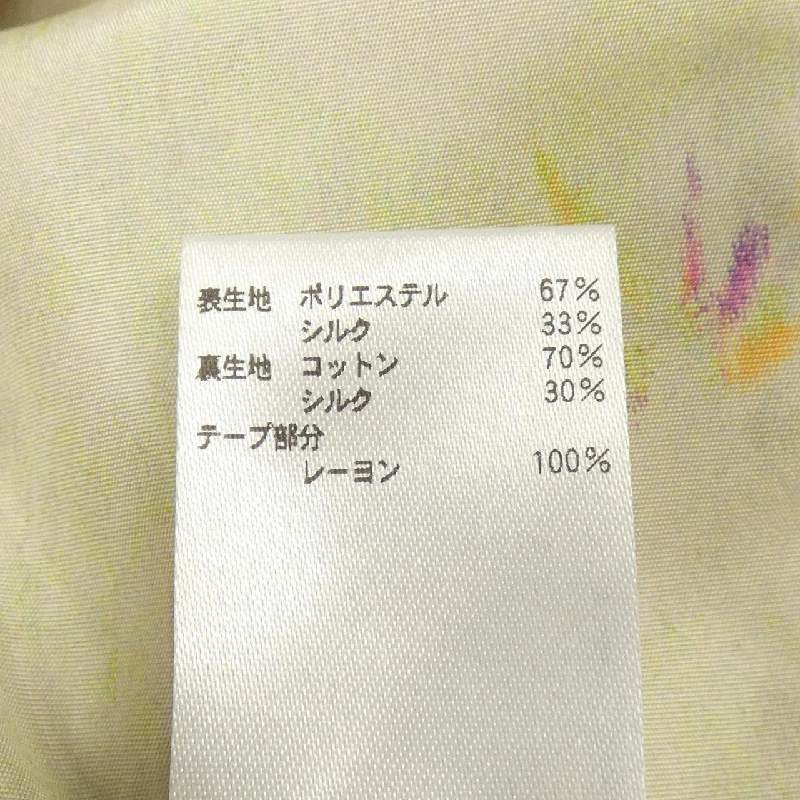 表生地 ポリエステル 67%
シルク 33%
裏生地 コットン 70%
シルク 30%
テープ部分
レーヨン 100%